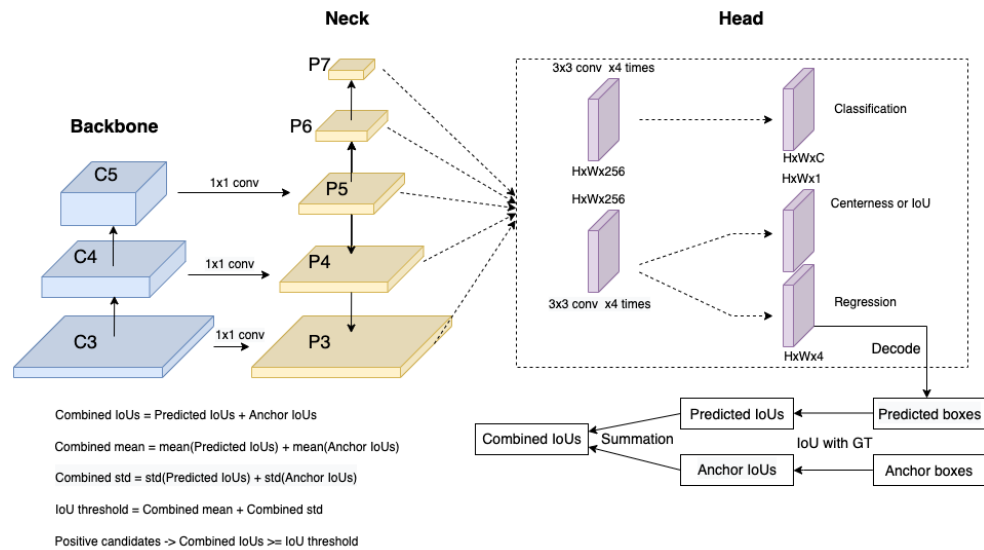 Neck
Head
Backbone
P7
P6
C5
1x1 conv
P5
C4
1x1 conv
P4
C3
1x1 conv
P3
3x3 conv x4 times
HxWx256
HxWxC
Classification
HxWx256
HxWx1
Centerness or IoU
3x3 conv x4 times
Regression
HxWx4
Decode
Combined IoUs = Predicted IoUs + Anchor IoUs
Combined mean = mean(Predicted IoUs) + mean(Anchor IoUs)
Combined std = std(Predicted IoUs) + std(Anchor IoUs)
IoU threshold = Combined mean + Combined std
Positive candidates -> Combined IoUs >= IoU threshold
Combined IoUs
Summation
Predicted IoUs
Predicted boxes
IoU with GT
Anchor IoUs
Anchor boxes